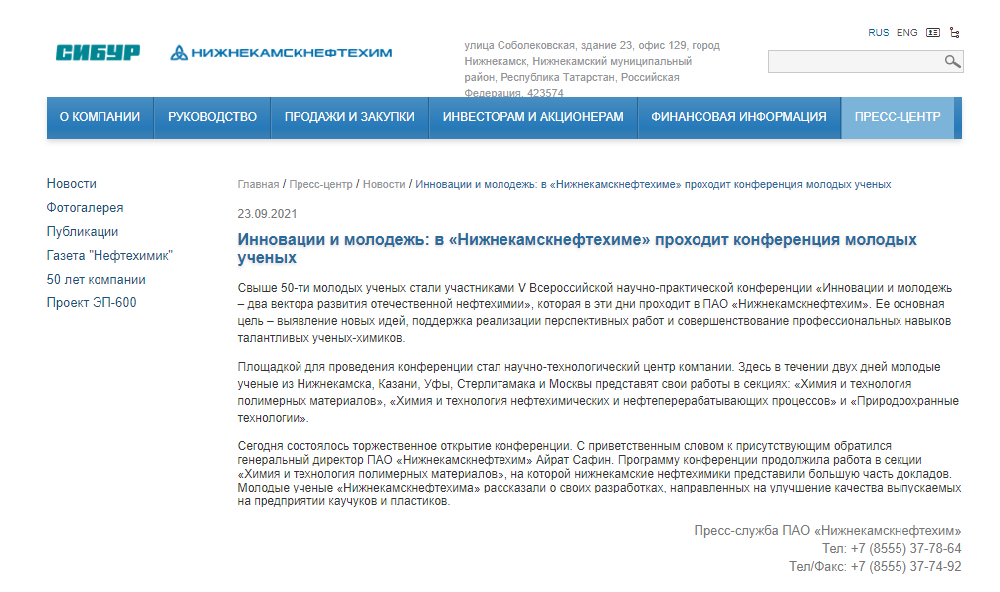 СИБУР
НИЖНЕКАМСКНЕФТЕХИМ
улица Соболековская, здание 23, офис 129, город
Нижнекамск, Нижнекамский муниципальный
район, Республика Татарстан, Российская
Федерация, 423574
RUS ENG
О КОМПАНИИ
РУКОВОДСТВО
ПРОДАЖИ И ЗАКУПКИ
ИНВЕСТОРАМ И АКЦИОНЕРАМ
ФИНАНСОВАЯ ИНФОРМАЦИЯ
ПРЕСС-ЦЕНТР
Новости
Фотогалерея
Публикации
Газета "Нефтехимик"
50 лет компании
Проект ЭП-600
Главная / Пресс-центр / Новости / Инновации и молодежь: в «Нижнекамскнефтехиме» проходит конференция молодых ученых
23.09.2021
Инновации и молодежь: в «Нижнекамскнефтехиме» проходит конференция молодых
ученых
Свыше 50-ти молодых ученых стали участниками V Всероссийской научно-практической конференции «Инновации и молодежь
– два вектора развития отечественной нефтехимии», которая в эти дни проходит в ПАО «Нижнекамскнефтехим». Ее основная
цель – выявление новых идей, поддержка реализации перспективных работ и совершенствование профессиональных навыков
талантливых ученых-химиков.
Площадкой для проведения конференции стал научно-технологический центр компании. Здесь в течении двух дней молодые
ученые из Нижнекамска, Казани, Уфы, Стерлитамака и Москвы представят свои работы в секциях: «Химия и технология
полимерных материалов», «Химия и технология нефтехимических и нефтеперерабатывающих процессов» и «Природоохранные
технологии».
Сегодня состоялось торжественное открытие конференции. С приветственным словом к присутствующим обратился
генеральный директор ПАО «Нижнекамскнефтехим» Айрат Сафин. Программу конференции продолжила работа в секции
«Химия и технология полимерных материалов», на которой нижнекамские нефтехимики представили большую часть докладов.
Молодые ученые «Нижнекамскнефтехима» рассказали о своих разработках, направленных на улучшение качества выпускаемых
на предприятии каучуков и пластиков.
Пресс-служба ПАО «Нижнекамскнефтехим»
Тел: +7 (8555) 37-78-64
Тел/Факс: +7 (8555) 37-74-92